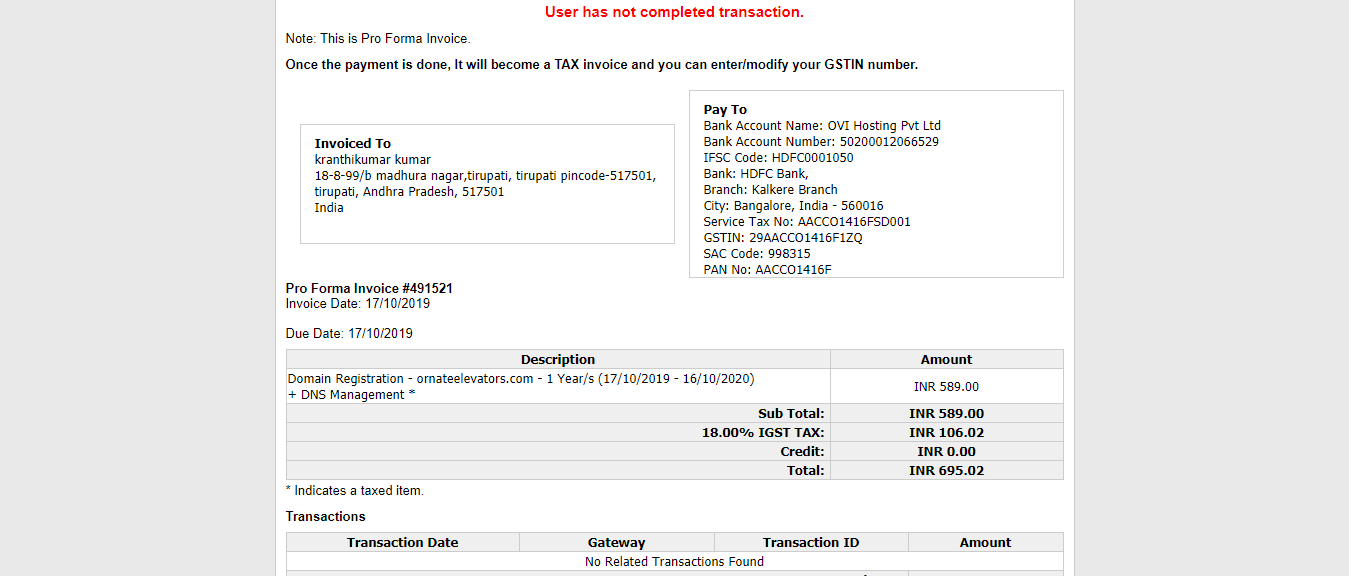 User has not completed transaction.
Note: This is Pro Forma Invoice.
Once the payment is done, It will become a TAX invoice and you can enter/modify your GSTIN number.
Invoiced To
kranthikumar kumar
18-8-99/b madhura nagar,tirupati, tirupati pincode-517501,
tirupati, Andhra Pradesh, 517501
India
Pay To
Bank Account Name: OVI Hosting Pvt Ltd
Bank Account Number: 50200012066529
IFSC Code: HDFC0001050
Bank: HDFC Bank,
Branch: Kalkere Branch
City: Bangalore, India - 560016
Service Tax No: AACCO1416FSD001
GSTIN: 29AACCO1416F1ZQ
SAC Code: 998315
PAN No: AACCO1416F
Pro Forma Invoice #491521
Invoice Date: 17/10/2019
Due Date: 17/10/2019
Description Amount
Domain Registration - ornateelevators.com - 1 Year/s (17/10/2019 - 16/10/2020)
+ DNS Management * INR 589.00
Sub Total: INR 589.00
18.00% IGST TAX: INR 106.02
Credit: INR 0.00
Total: INR 695.02
* Indicates a taxed item.
Transactions
Transaction Date Gateway Transaction ID Amount
No Related Transactions Found